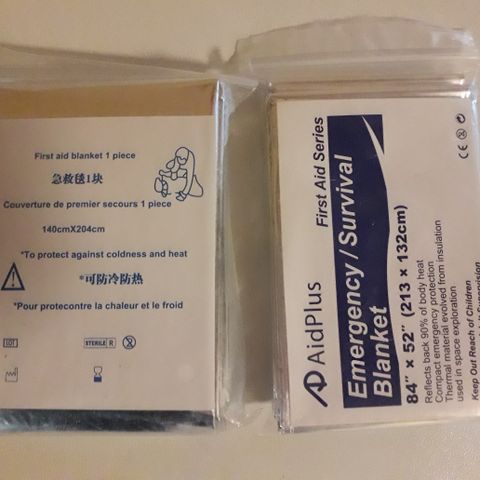 First aid blanket 1 piece
急救毯1块
Couverture de premier secours 1 piece
140cmX204cm
*To protect against coldness and heat
*可防冷防热
*Pour protecontre la chaleur et le froid
LOT
STERILE R
AidPlus
First Aid Series
Emergency/Survival
Blanket
84" × 52" (213 × 132cm)
Reflects back 90% of body heat
Compact emergency protection
Thermal material evolved from insulation
used in space exploration
Keep Out Reach of Children
CE